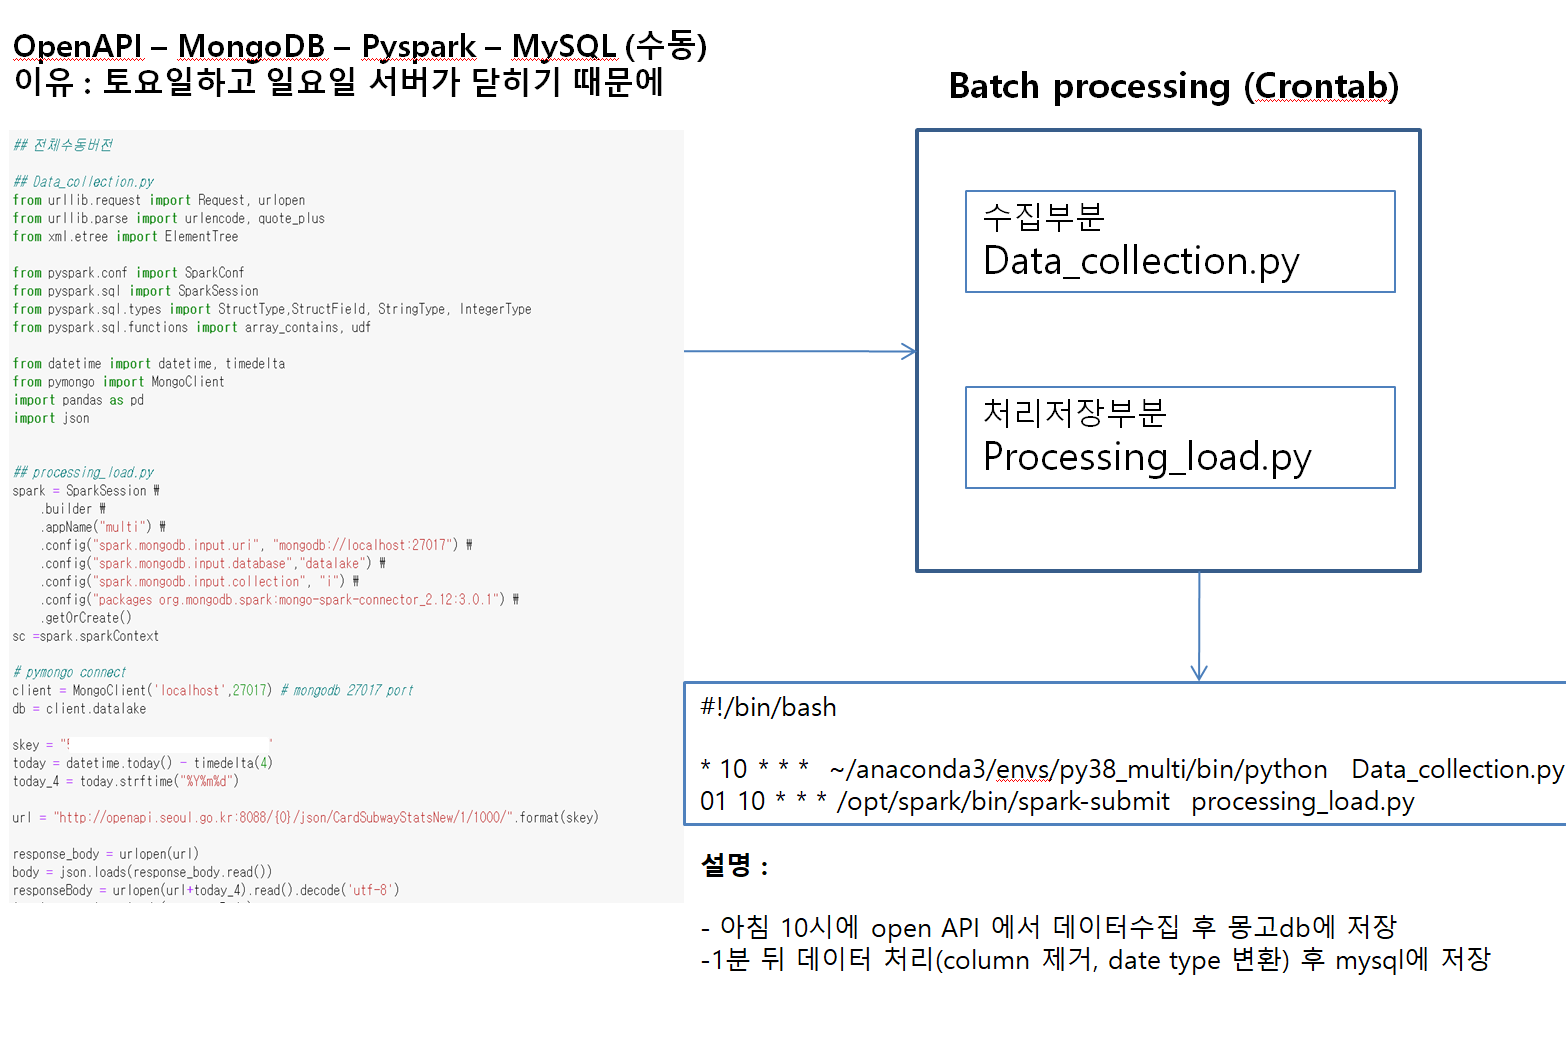 OpenAPI – MongoDB – Pyspark – MySQL (수동)
이유 : 토요일하고 일요일 서버가 닫히기 때문에
## 전체수동버전
## Data_collection.py
from urllib.request import Request, urlopen
from urllib.parse import urlencode, quote_plus
from xml.etree import ElementTree
from pyspark.conf import SparkConf
from pyspark.sql import SparkSession
from pyspark.sql.types import StructType,StructField, StringType, IntegerType
from pyspark.sql.functions import array_contains, udf
from datetime import datetime, timedelta
from pymongo import MongoClient
import pandas as pd
import json
## processing_load.py
spark = SparkSession ₩
.builder ₩
.appName("multi") ₩
.config("spark.mongodb.input.uri", "mongodb://localhost:27017") ₩
.config("spark.mongodb.input.database","datalake") ₩
.config("spark.mongodb.input.collection", "i") ₩
.config("packages org.mongodb.spark:mongo-spark-connector_2.12:3.0.1") ₩
.getOrCreate()
sc =spark.sparkContext
# pymongo connect
client = MongoClient('localhost',27017) # mongodb 27017 port
db = client.datalake
skey = "
today = datetime.today() - timedelta(4)
today_4 = today.strftime("%Y%m%d")
url = "http://openapi.seoul.go.kr:8088/{0}/json/CardSubwayStatsNew/1/1000/".format(skey)
response_body = urlopen(url)
body = json.loads(response_body.read())
responseBody = urlopen(url+today_4).read().decode('utf-8')
Batch processing (Crontab)
수집부분
Data_collection.py
처리저장부분
Processing_load.py
#!/bin/bash
* 10 * * * ~/anaconda3/envs/py38_multi/bin/python Data_collection.py
01 10 * * * /opt/spark/bin/spark-submit processing_load.py
설명 :
- 아침 10시에 open API 에서 데이터수집 후 몽고db에 저장
-1분 뒤 데이터 처리(column 제거, date type 변환) 후 mysql에 저장